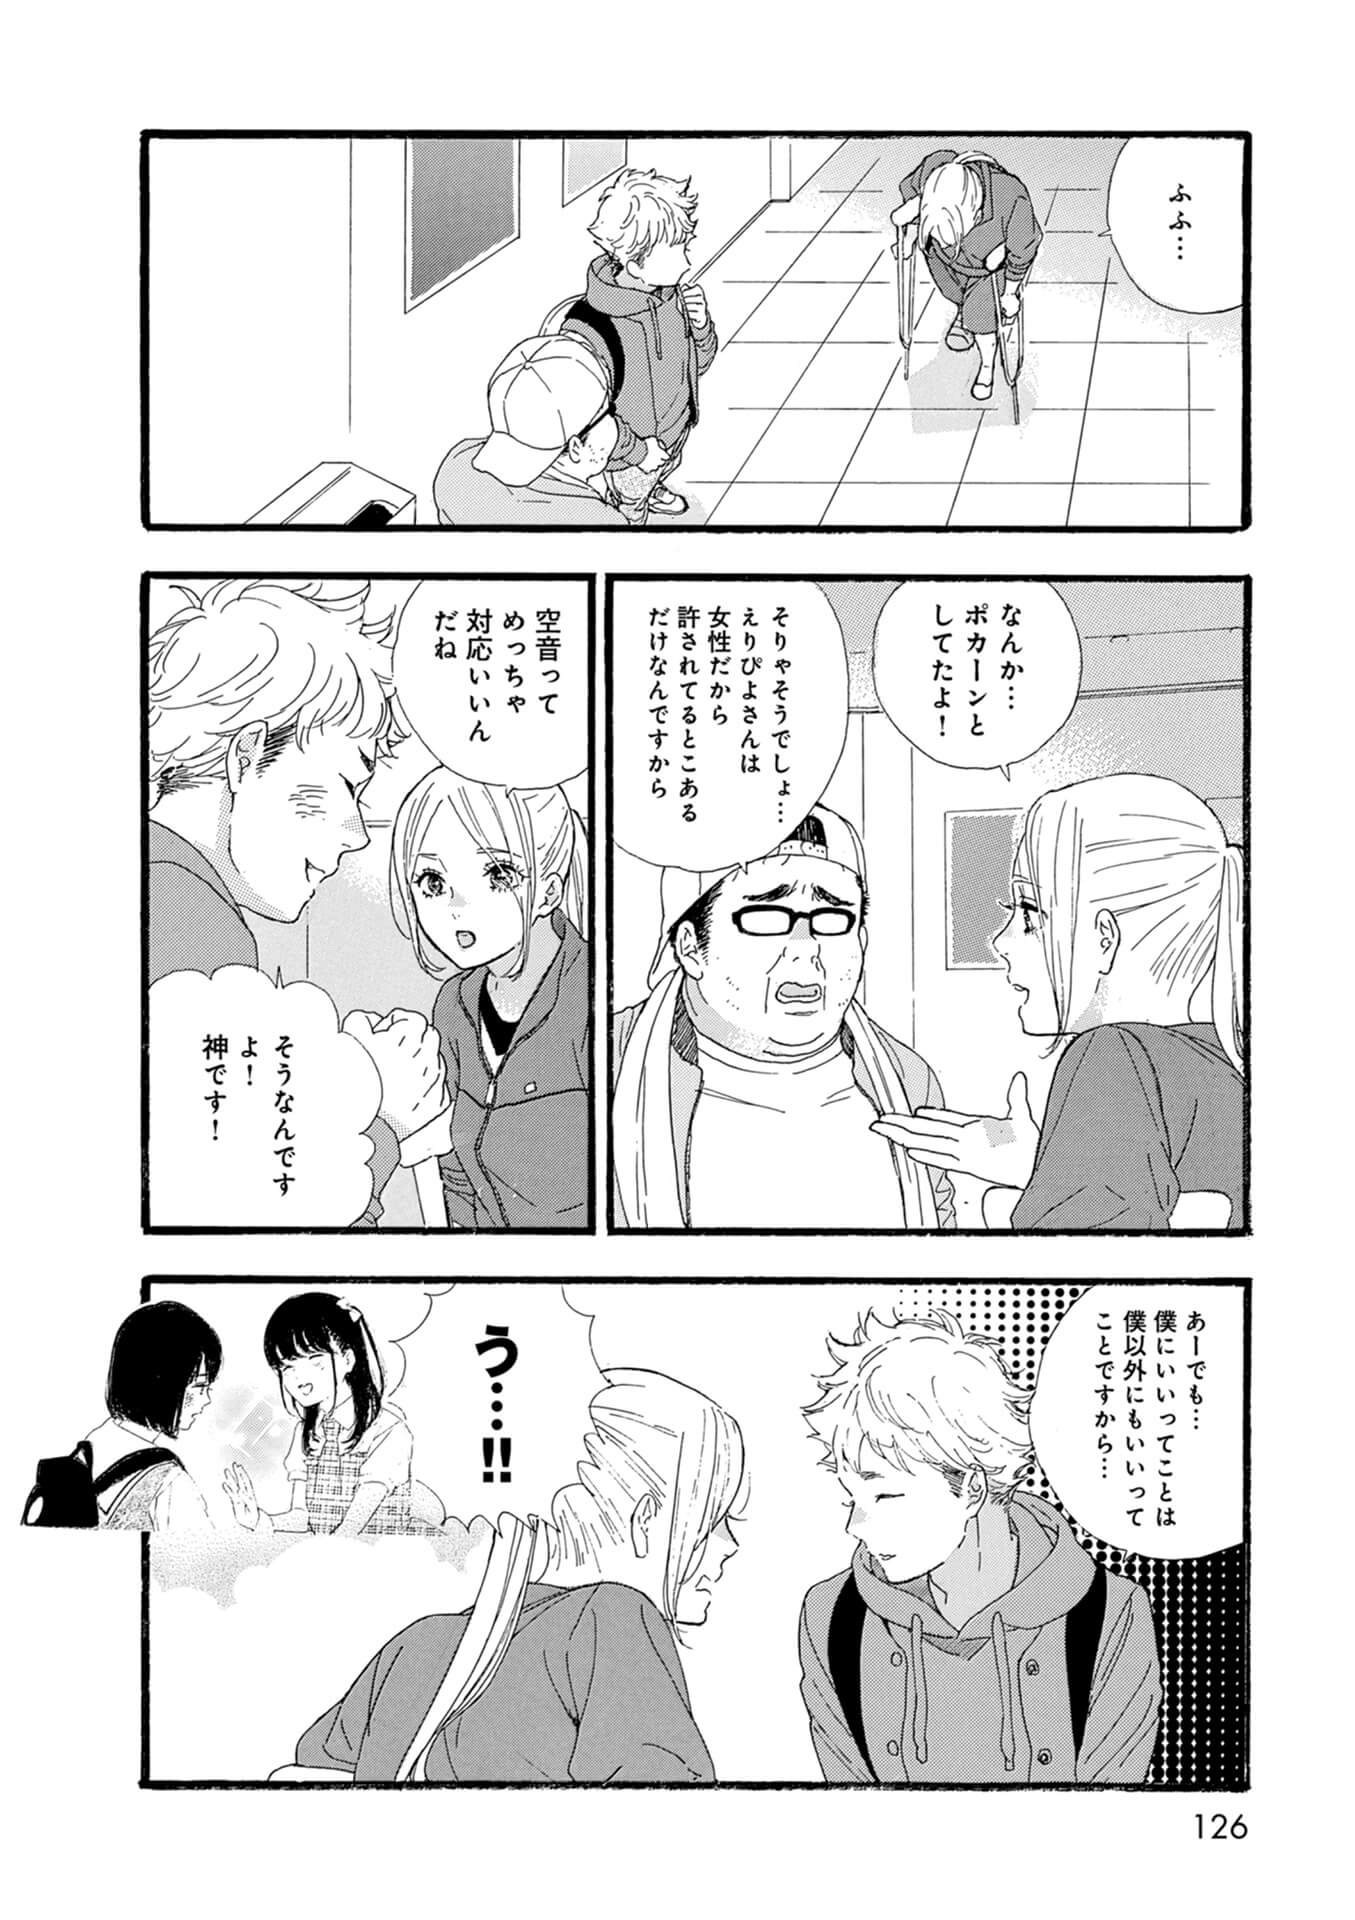 ふふ…
なんか…
ポカーンと
してたよ！
そりゃそうでしょ…
えりぴよさんは
女性だから
許されてるとこある
だけなんですから
空音って
めっちゃ
対応いいん
だね
そうなんです
よ！
神です！
あーでも…
僕にいいってことは
僕以外にもいいって
ことですから…
う…!!
126